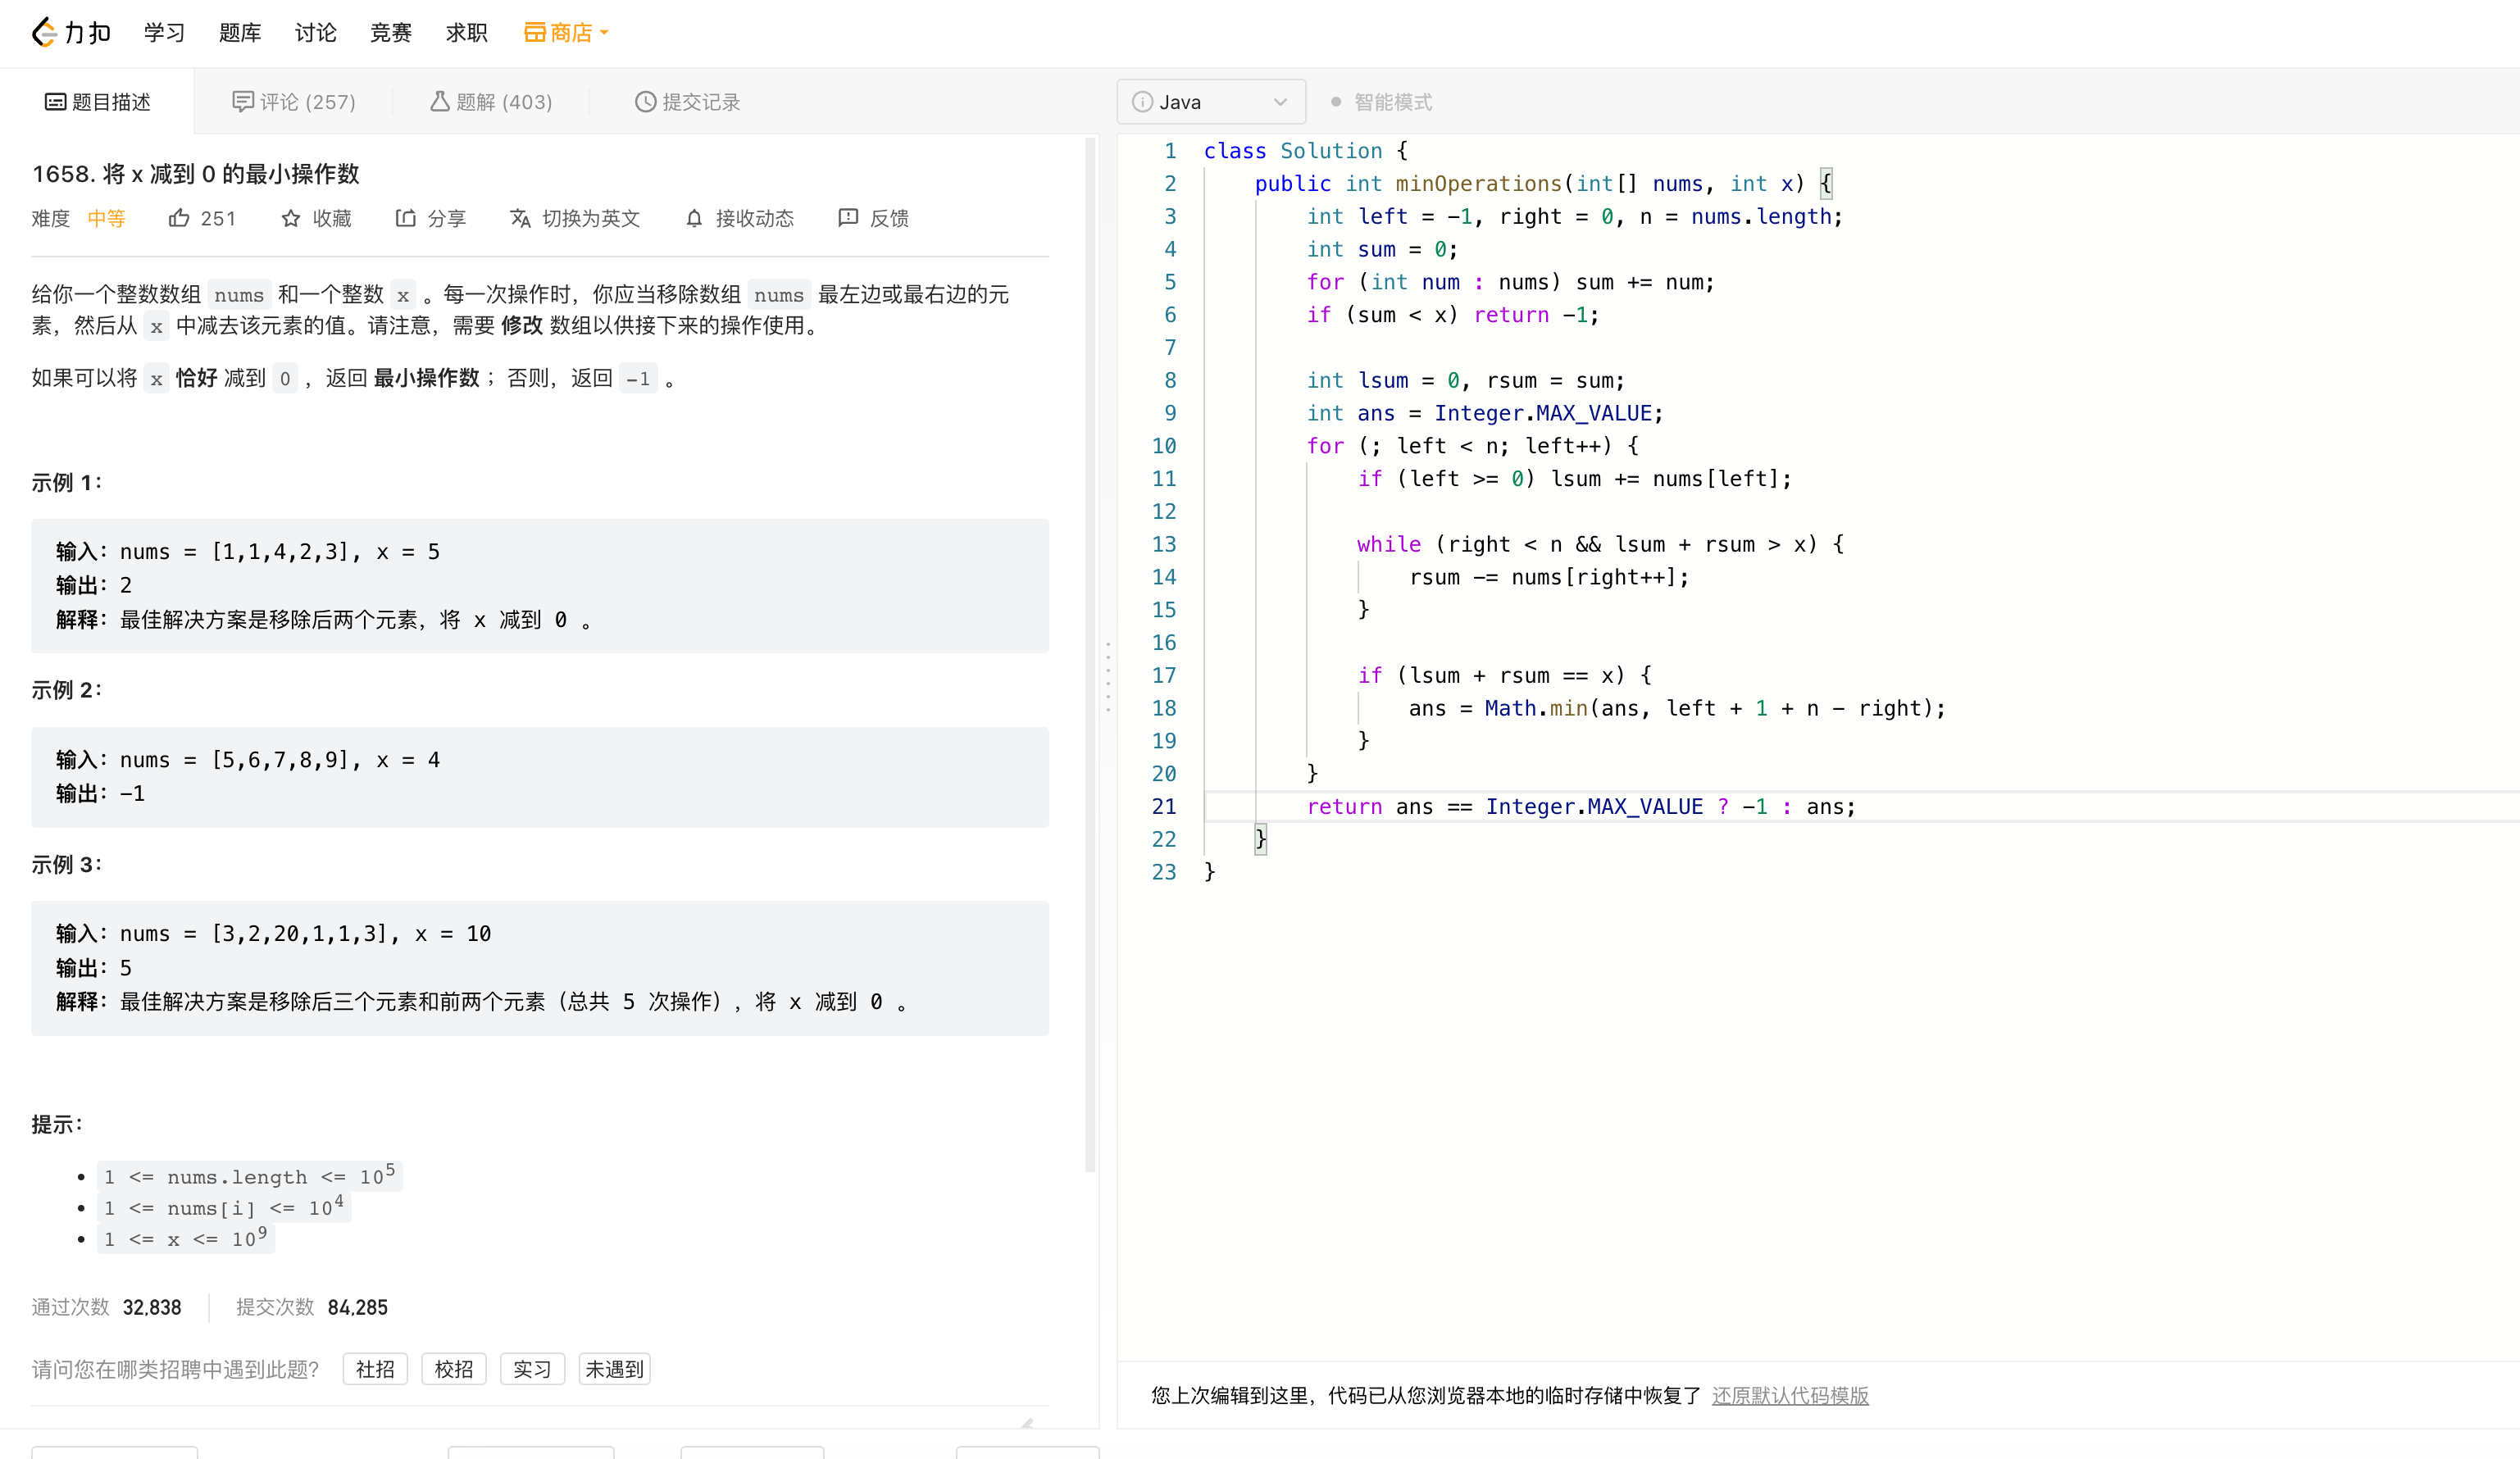 力扣 学习 题库 讨论 竞赛 求职 商店
题目描述 评论 (257) 题解 (403) 提交记录
1658. 将 x 减到 0 的最小操作数
难度 中等 251 收藏 分享 切换为英文 接收动态 反馈
给你一个整数数组 nums 和一个整数 x 。每一次操作时，你应当移除数组 nums 最左边或最右边的元
素，然后从 x 中减去该元素的值。请注意，需要 修改 数组以供接下来的操作使用。
如果可以将 x 恰好 减到 0 ，返回 最小操作数 ；否则，返回 -1 。
示例 1：
输入：nums = [1,1,4,2,3], x = 5
输出：2
解释：最佳解决方案是移除后两个元素，将 x 减到 0 。
示例 2：
输入：nums = [5,6,7,8,9], x = 4
输出：-1
示例 3：
输入：nums = [3,2,20,1,1,3], x = 10
输出：5
解释：最佳解决方案是移除后三个元素和前两个元素（总共 5 次操作），将 x 减到 0 。
提示：
• 1 <= nums.length <= 10⁵
• 1 <= nums[i] <= 10⁴
• 1 <= x <= 10⁹
通过次数 32,838 提交次数 84,285
请问您在哪类招聘中遇到此题？ 社招 校招 实习 未遇到
Java 智能模式
1 class Solution {
2     public int minOperations(int[] nums, int x) {
3         int left = -1, right = 0, n = nums.length;
4         int sum = 0;
5         for (int num : nums) sum += num;
6         if (sum < x) return -1;
7
8         int lsum = 0, rsum = sum;
9         int ans = Integer.MAX_VALUE;
10         for (; left < n; left++) {
11             if (left >= 0) lsum += nums[left];
12
13             while (right < n && lsum + rsum > x) {
14                 rsum -= nums[right++];
15             }
16
17             if (lsum + rsum == x) {
18                 ans = Math.min(ans, left + 1 + n - right);
19             }
20         }
21         return ans == Integer.MAX_VALUE ? -1 : ans;
22     }
23 }
您上次编辑到这里，代码已从您浏览器本地的临时存储中恢复了 还原默认代码模版